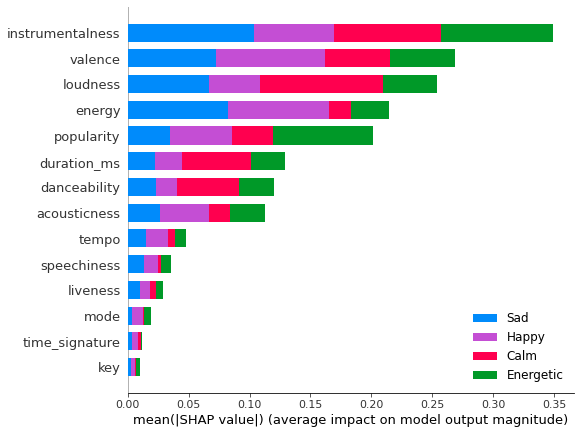 instrumentalness
valence
loudness
energy
popularity
duration_ms
danceability
acousticness
tempo
speechiness
liveness
mode
time_signature
key
Sad
Happy
Calm
Energetic
0.00 0.05 0.10 0.15 0.20 0.25 0.30 0.35
mean(|SHAP value|) (average impact on model output magnitude)